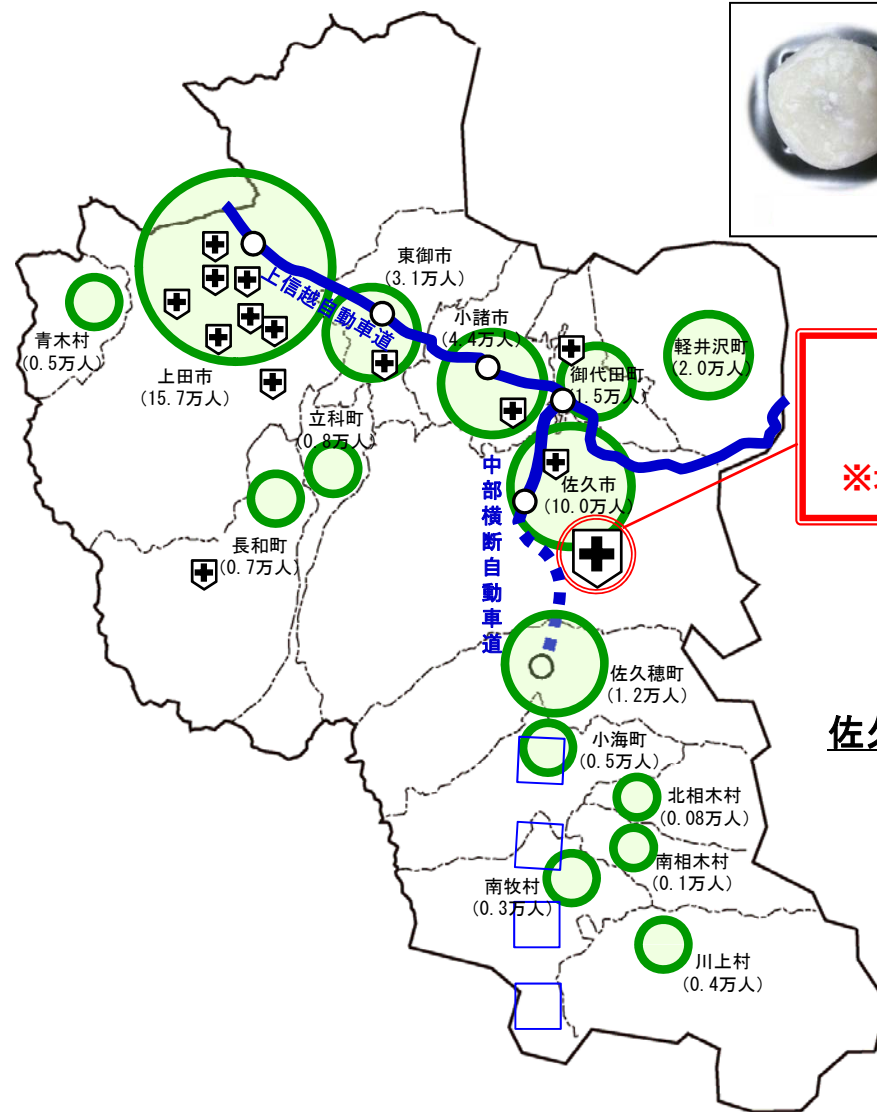 東御市
(3.1万人)
上信越自動車道
小諸市
(4.4万人)
青木村
(0.5万人)
上田市
(15.7万人)
御代田町
(1.5万人)
軽井沢町
(2.0万人)
立科町
(0.8万人)
佐久市
(10.0万人)
中部横断自動車道
長和町
(0.7万人)
※
佐久穂町
(1.2万人)
小海町
(0.5万人)
北相木村
(0.08万人)
南相木村
(0.1万人)
南牧村
(0.3万人)
川上村
(0.4万人)